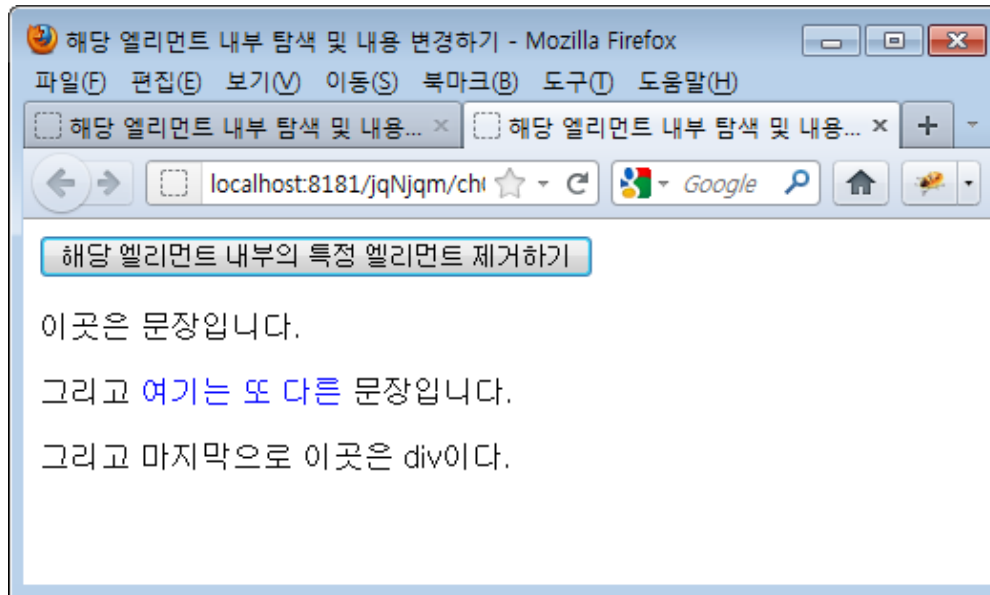 해당 엘리먼트 내부 탐색 및 내용 변경하기 - Mozilla Firefox
파일(F) 편집(E) 보기(V) 이동(S) 북마크(B) 도구(T) 도움말(H)
해당 엘리먼트 내부 탐색 및 내용... × 해당 엘리먼트 내부 탐색 및 내용... × +
localhost:8181/jqNjqm/ch Google
해당 엘리먼트 내부의 특정 엘리먼트 제거하기
이곳은 문장입니다.
그리고 여기는 또 다른 문장입니다.
그리고 마지막으로 이곳은 div이다.